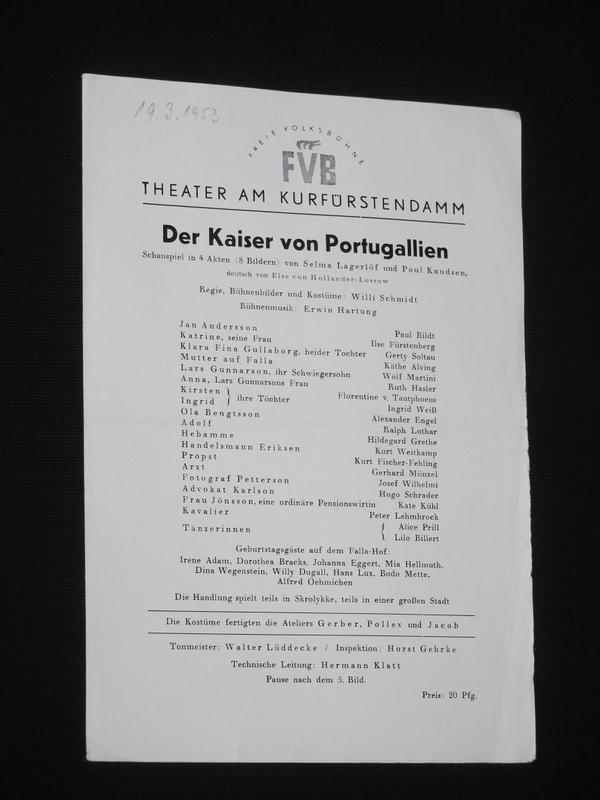 19.3.1953
FREIE VOLKSBÜHNE
FVB
THEATER AM KURFÜRSTENDAMM
Der Kaiser von Portugallien
Schauspiel in 4 Akten (8 Bildern) von Selma Lagerlöf und Poul Knudsen,
deutsch von Else von Hollander-Lossow
Regie, Bühnenbilder und Kostüme: Willi Schmidt
Bühnenmusik: Erwin Hartung
Jan Andersson Paul Bildt
Katrine, seine Frau Ilse Fürstenberg
Klara Fina Gullaborg, beider Tochter Gerty Soltau
Mutter auf Falla Käthe Alving
Lars Gunnarson, ihr Schwiegersohn Wolf Martini
Anna, Lars Gunnarsons Frau Ruth Hasler
Kirsten } ihre Töchter Florentine v. Tautphoeus
Ingrid } Ingrid Weiß
Ola Bengtsson Alexander Engel
Adolf Ralph Lothar
Hebamme Hildegard Grethe
Handelsmann Eriksen Kurt Weitkamp
Propst Kurt Fischer-Fehling
Arzt Gerhard Münzel
Fotograf Petterson Josef Wilhelmi
Advokat Karlson Hugo Schrader
Frau Jönsson, eine ordinäre Pensionswirtin Kate Kühl
Kavalier Peter Lehmbrock
Tänzerinnen { Alice Prill
{ Lilo Billert
Geburtstagsgäste auf dem Falla-Hof:
Irene Adam, Dorothea Bracks, Johanna Eggert, Mia Hellmuth,
Dina Wegenstein, Willy Dugall, Hans Lux, Bodo Mette,
Alfred Oehmichen
Die Handlung spielt teils in Skrolykke, teils in einer großen Stadt
Die Kostüme fertigten die Ateliers Gerber, Pollex und Jacob
Tonmeister: Walter Lüddecke / Inspektion: Horst Gehrke
Technische Leitung: Hermann Klatt
Pause nach dem 5. Bild.
Preis: 20 Pfg.